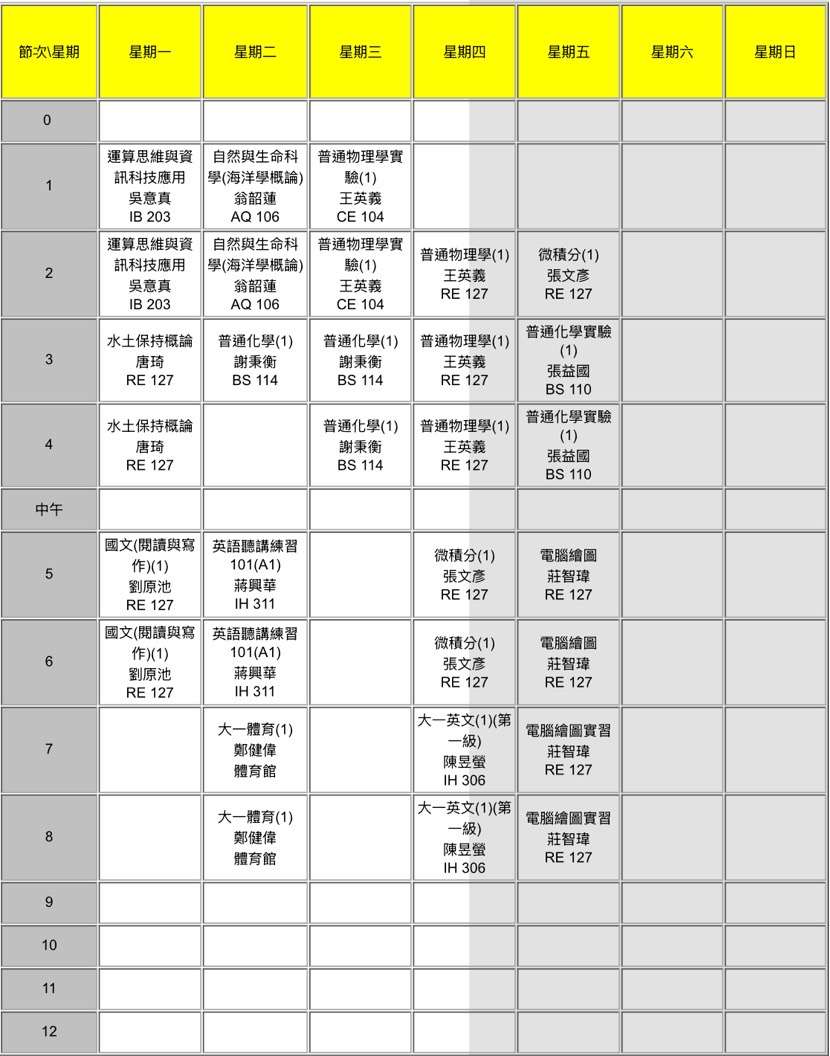 節次\星期 星期一 星期二 星期三 星期四 星期五 星期六 星期日
0
1
運算思維與資
訊科技應用
吳意真
IB 203
自然與生命科
學(海洋學概論)
翁韶蓮
AQ 106
普通物理學實
驗(1)
王英義
CE 104
2
運算思維與資
訊科技應用
吳意真
IB 203
自然與生命科
學(海洋學概論)
翁韶蓮
AQ 106
普通物理學實
驗(1)
王英義
CE 104
普通物理學(1)
王英義
RE 127
微積分(1)
張文彥
RE 127
3
水土保持概論
唐琦
RE 127
普通化學(1)
謝秉衡
BS 114
普通化學(1)
謝秉衡
BS 114
普通物理學(1)
王英義
RE 127
普通化學實驗
(1)
張益國
BS 110
4
水土保持概論
唐琦
RE 127
普通化學(1)
謝秉衡
BS 114
普通物理學(1)
王英義
RE 127
普通化學實驗
(1)
張益國
BS 110
中午
5
國文(閱讀與寫
作)(1)
劉原池
RE 127
英語聽講練習
101(A1)
蔣興華
IH 311
微積分(1)
張文彥
RE 127
電腦繪圖
莊智瑋
RE 127
6
國文(閱讀與寫
作)(1)
劉原池
RE 127
英語聽講練習
101(A1)
蔣興華
IH 311
微積分(1)
張文彥
RE 127
電腦繪圖
莊智瑋
RE 127
7
大一體育(1)
鄭健偉
體育館
大一英文(1)(第
一級)
陳昱螢
IH 306
電腦繪圖實習
莊智瑋
RE 127
8
大一體育(1)
鄭健偉
體育館
大一英文(1)(第
一級)
陳昱螢
IH 306
電腦繪圖實習
莊智瑋
RE 127
9
10
11
12